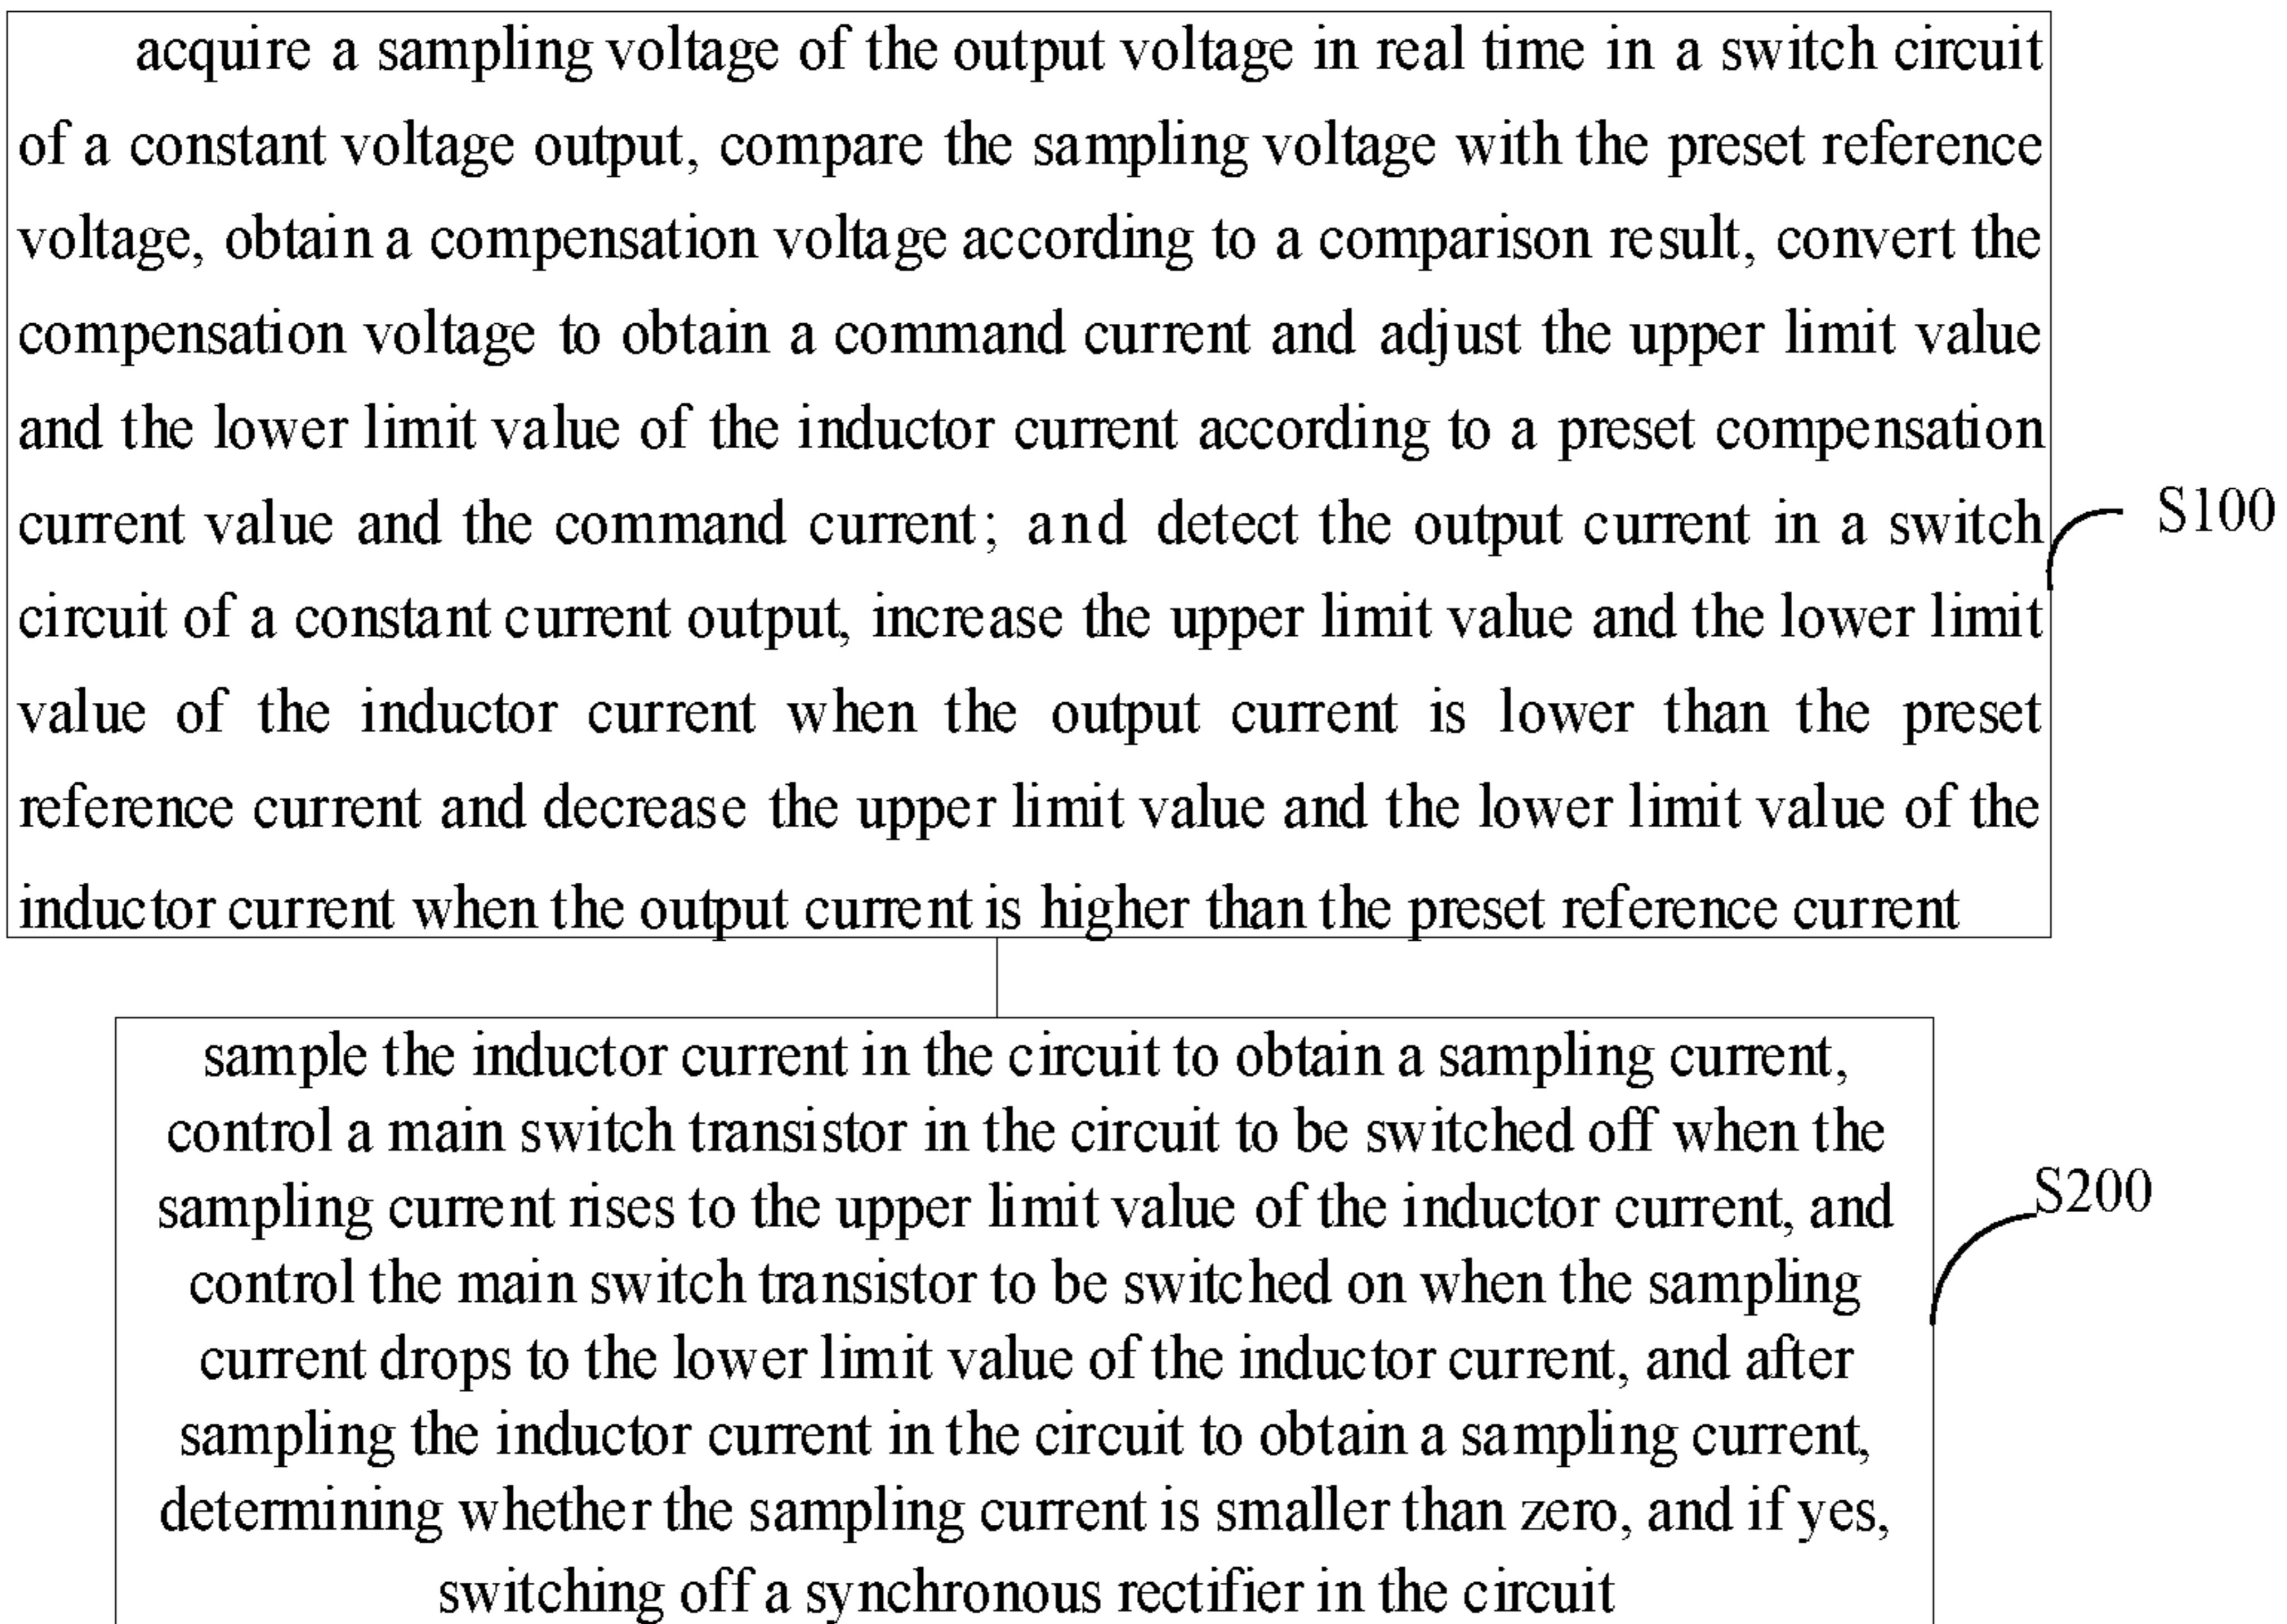 acquire a sampling voltage of the output voltage in real time in a switch circuit
of a constant voltage output, compare the sampling voltage with the preset reference
voltage, obtain a compensation voltage according to a comparison result, convert the
compensation voltage to obtain a command current and adjust the upper limit value
and the lower limit value of the inductor current according to a preset compensation
current value and the command current; and detect the output current in a switch
circuit of a constant current output, increase the upper limit value and the lower limit
value of the inductor current when the output current is lower than the preset
reference current and decrease the upper limit value and the lower limit value of the
inductor current when the output current is higher than the preset reference current
S100
sample the inductor current in the circuit to obtain a sampling current,
control a main switch transistor in the circuit to be switched off when the
sampling current rises to the upper limit value of the inductor current, and
control the main switch transistor to be switched on when the sampling
current drops to the lower limit value of the inductor current, and after
sampling the inductor current in the circuit to obtain a sampling current,
determining whether the sampling current is smaller than zero, and if yes,
switching off a synchronous rectifier in the circuit
S200